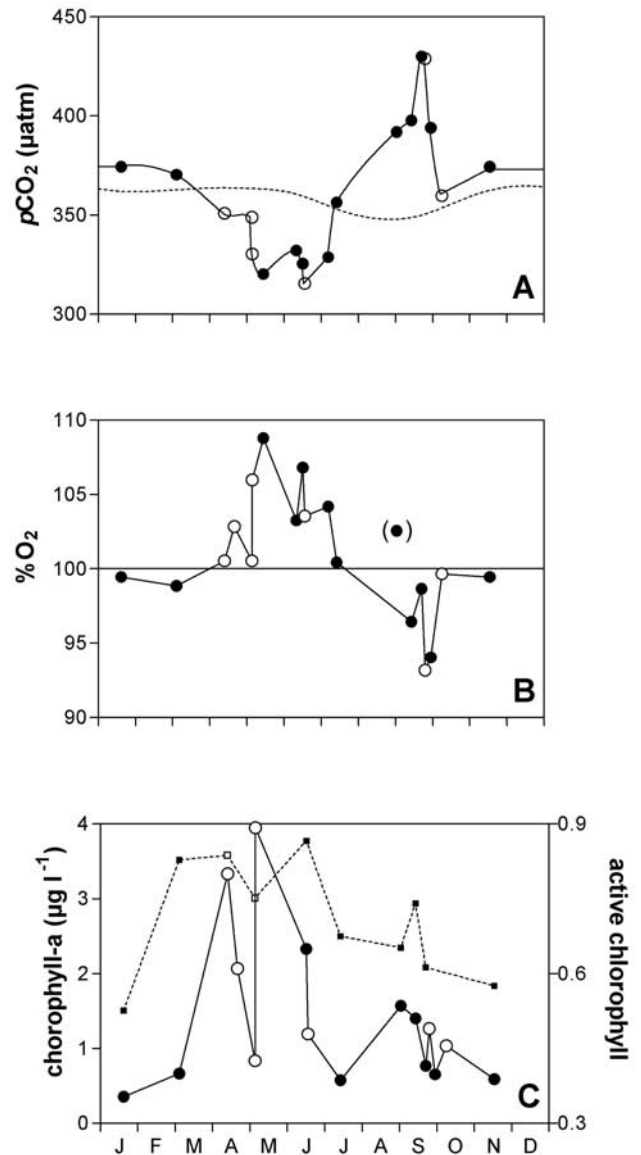 450
400
350
300
pCO2 (µatm)
A
110
105
100
95
90
%O2
(●)
B
4
3
2
1
0
chorophyll-a (µg l-1)
0.9
0.6
0.3
active chlorophyll
C
J F M A M J J A S O N D